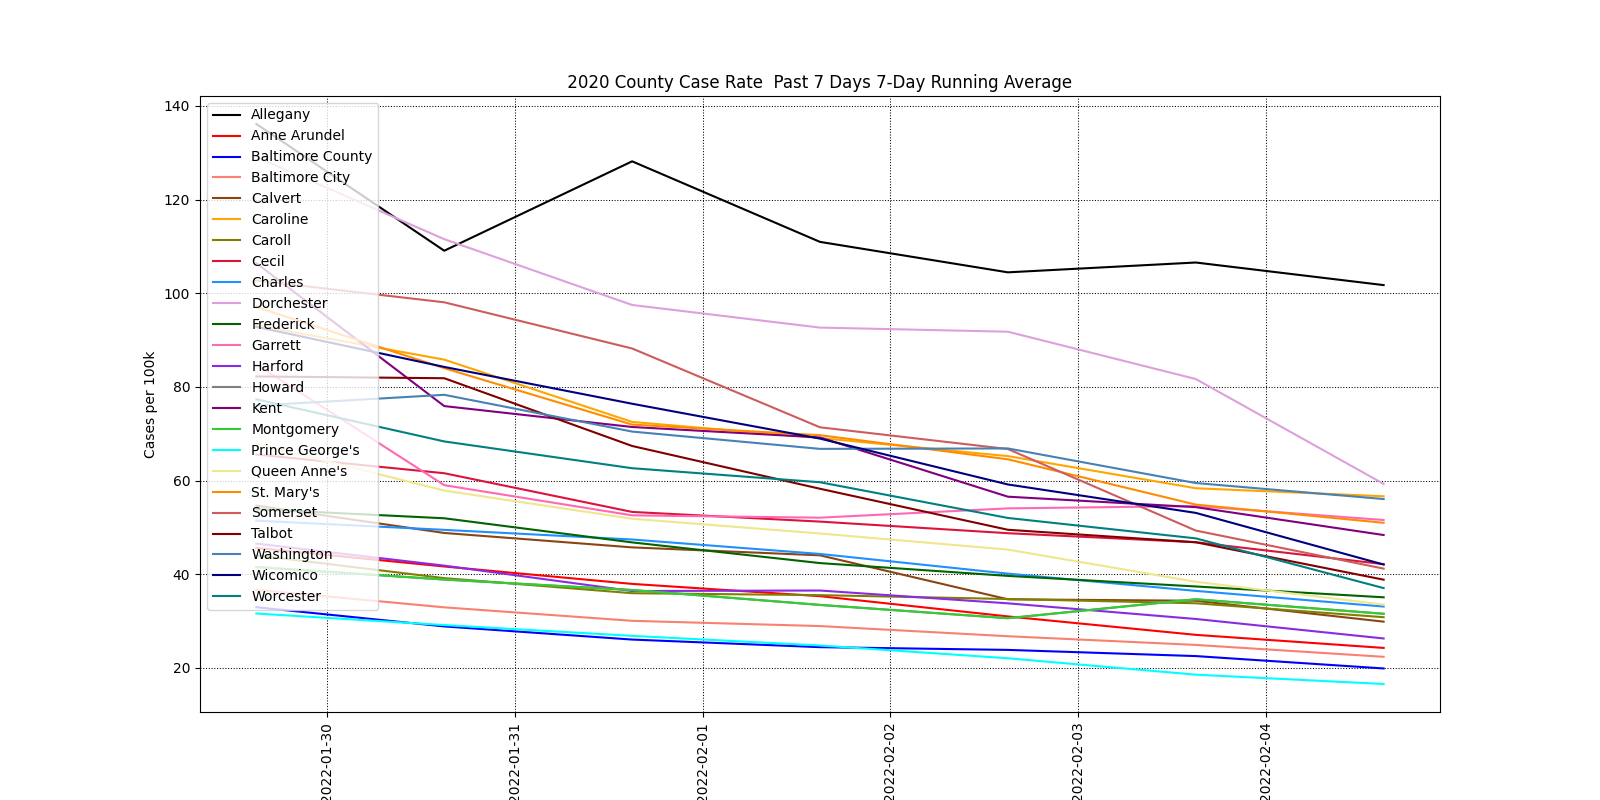 2020 County Case Rate  Past 7 Days 7-Day Running Average
Cases per 100k
140
120
100
80
60
40
20
Allegany
Anne Arundel
Baltimore County
Baltimore City
Calvert
Caroline
Caroll
Cecil
Charles
Dorchester
Frederick
Garrett
Harford
Howard
Kent
Montgomery
Prince George's
Queen Anne's
St. Mary's
Somerset
Talbot
Washington
Wicomico
Worcester
2022-01-30
2022-01-31
2022-02-01
2022-02-02
2022-02-03
2022-02-04